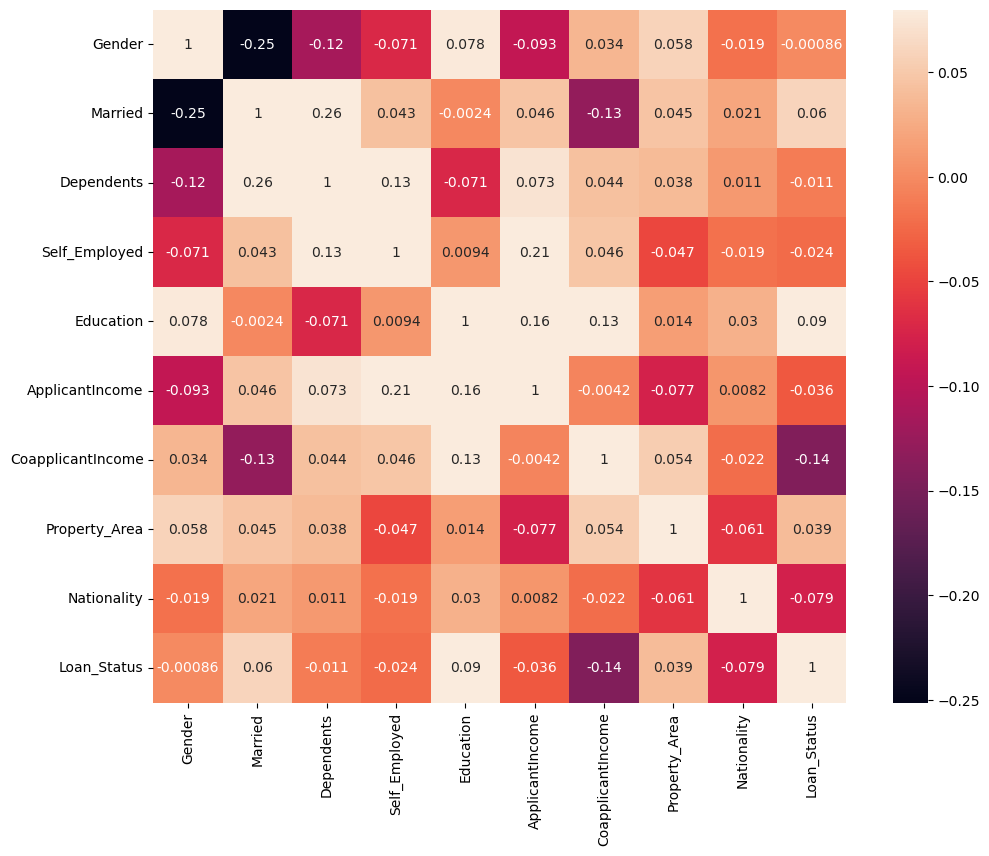 Gender 1 -0.25 -0.12 -0.071 0.078 -0.093 0.034 0.058 -0.019 -0.00086
Married -0.25 1 0.26 0.043 -0.0024 0.046 -0.13 0.045 0.021 0.06
Dependents -0.12 0.26 1 0.13 -0.071 0.073 0.044 0.038 0.011 -0.011
Self_Employed -0.071 0.043 0.13 1 0.0094 0.21 0.046 -0.047 -0.019 -0.024
Education 0.078 -0.0024 -0.071 0.0094 1 0.16 0.13 0.014 0.03 0.09
ApplicantIncome -0.093 0.046 0.073 0.21 0.16 1 -0.0042 -0.077 0.0082 -0.036
CoapplicantIncome 0.034 -0.13 0.044 0.046 0.13 -0.0042 1 0.054 -0.022 -0.14
Property_Area 0.058 0.045 0.038 -0.047 0.014 -0.077 0.054 1 -0.061 0.039
Nationality -0.019 0.021 0.011 -0.019 0.03 0.0082 -0.022 -0.061 1 -0.079
Loan_Status -0.00086 0.06 -0.011 -0.024 0.09 -0.036 -0.14 0.039 -0.079 1
Gender
Married
Dependents
Self_Employed
Education
ApplicantIncome
CoapplicantIncome
Property_Area
Nationality
Loan_Status
0.05
0.00
−0.05
−0.10
−0.15
−0.20
−0.25